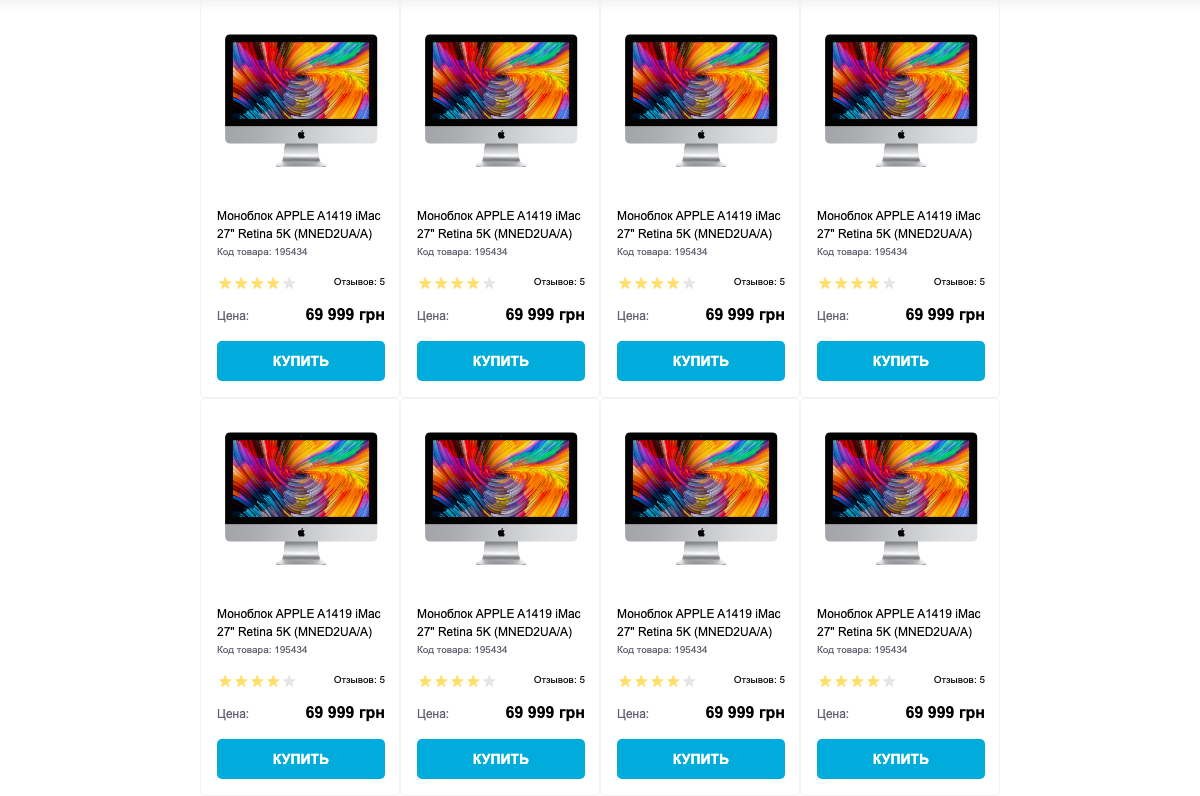 Моноблок APPLE A1419 iMac
27" Retina 5K (MNED2UA/A)
Код товара: 195434
Отзывов: 5
Цена: 69 999 грн
КУПИТЬ
Моноблок APPLE A1419 iMac
27" Retina 5K (MNED2UA/A)
Код товара: 195434
Отзывов: 5
Цена: 69 999 грн
КУПИТЬ
Моноблок APPLE A1419 iMac
27" Retina 5K (MNED2UA/A)
Код товара: 195434
Отзывов: 5
Цена: 69 999 грн
КУПИТЬ
Моноблок APPLE A1419 iMac
27" Retina 5K (MNED2UA/A)
Код товара: 195434
Отзывов: 5
Цена: 69 999 грн
КУПИТЬ
Моноблок APPLE A1419 iMac
27" Retina 5K (MNED2UA/A)
Код товара: 195434
Отзывов: 5
Цена: 69 999 грн
КУПИТЬ
Моноблок APPLE A1419 iMac
27" Retina 5K (MNED2UA/A)
Код товара: 195434
Отзывов: 5
Цена: 69 999 грн
КУПИТЬ
Моноблок APPLE A1419 iMac
27" Retina 5K (MNED2UA/A)
Код товара: 195434
Отзывов: 5
Цена: 69 999 грн
КУПИТЬ
Моноблок APPLE A1419 iMac
27" Retina 5K (MNED2UA/A)
Код товара: 195434
Отзывов: 5
Цена: 69 999 грн
КУПИТЬ